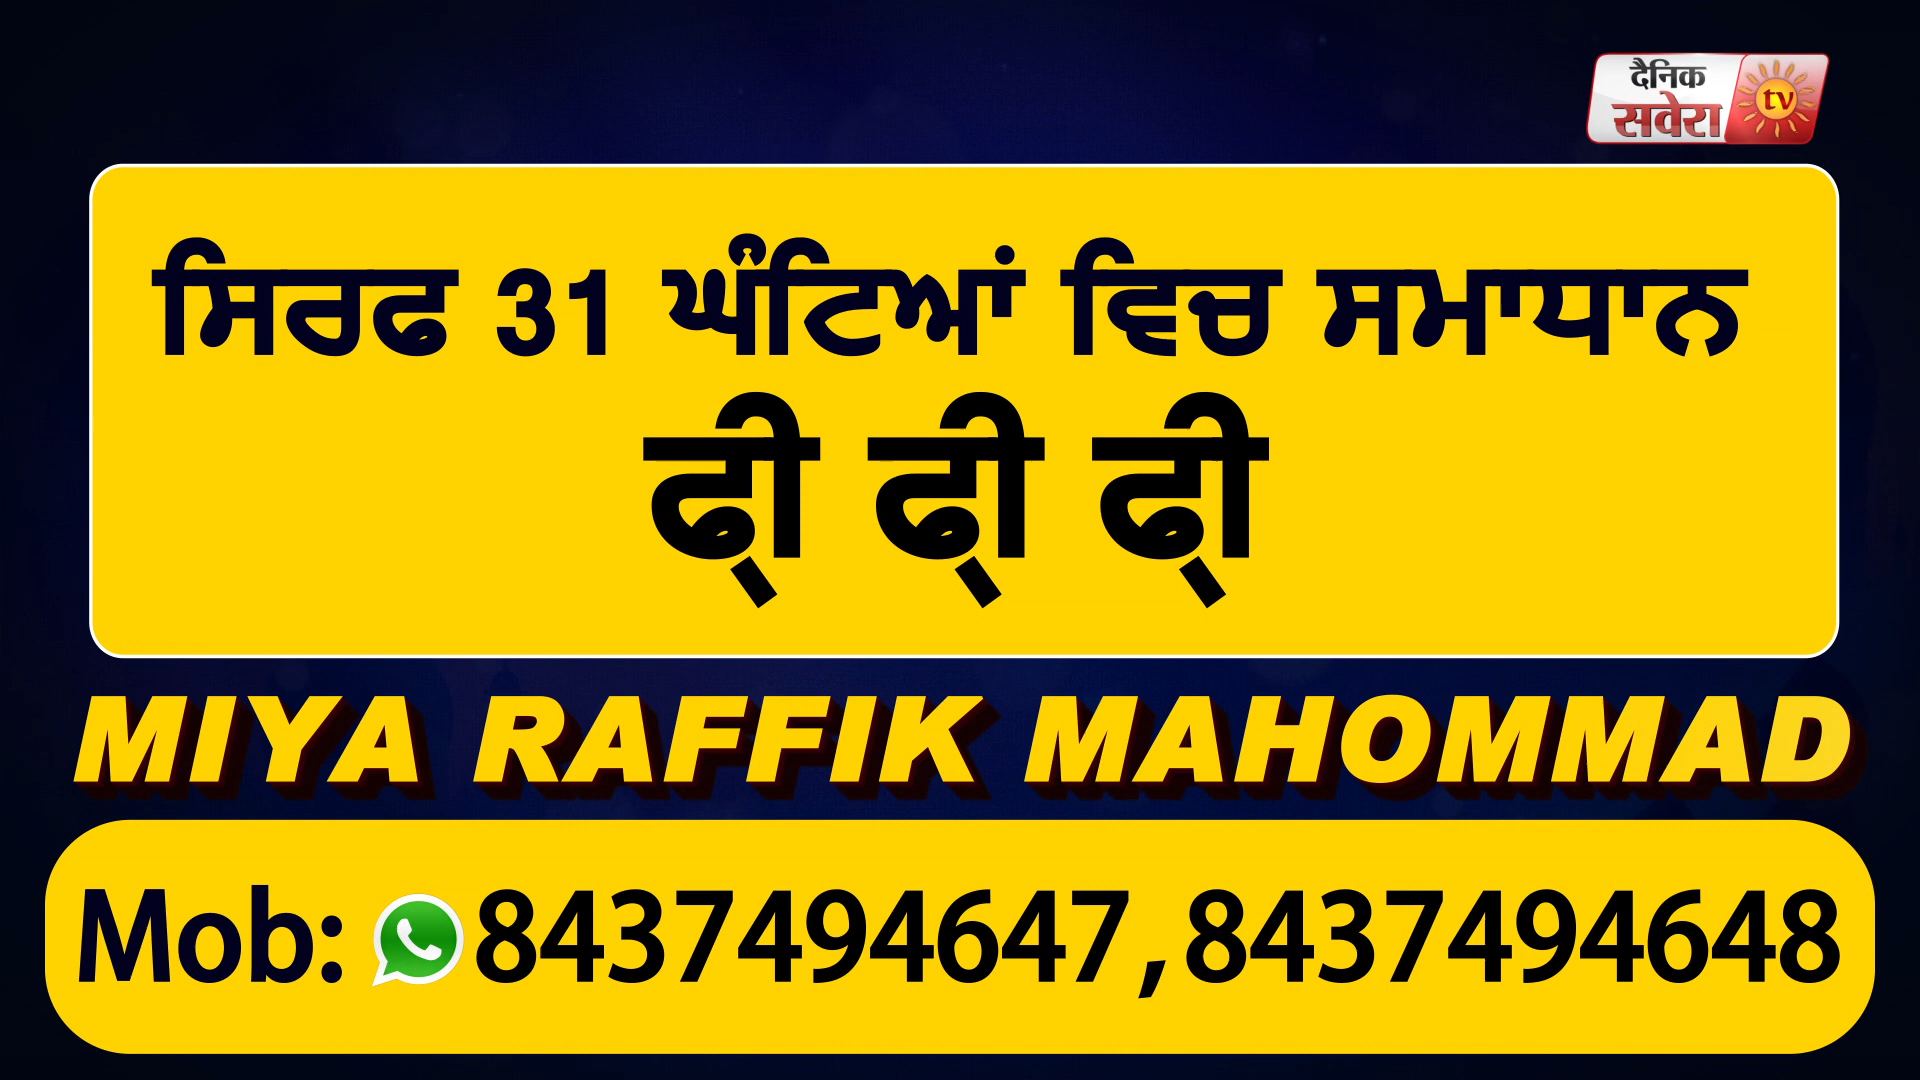 दैनिक
सवेरा tv
ਸਿਰਫ 31 ਘੰਟਿਆਂ ਵਿਚ ਸਮਾਧਾਨ
ਫ੍ਰੀ ਫ੍ਰੀ ਫ੍ਰੀ
MIYA RAFFIK MAHOMMAD
Mob: 8437494647, 8437494648